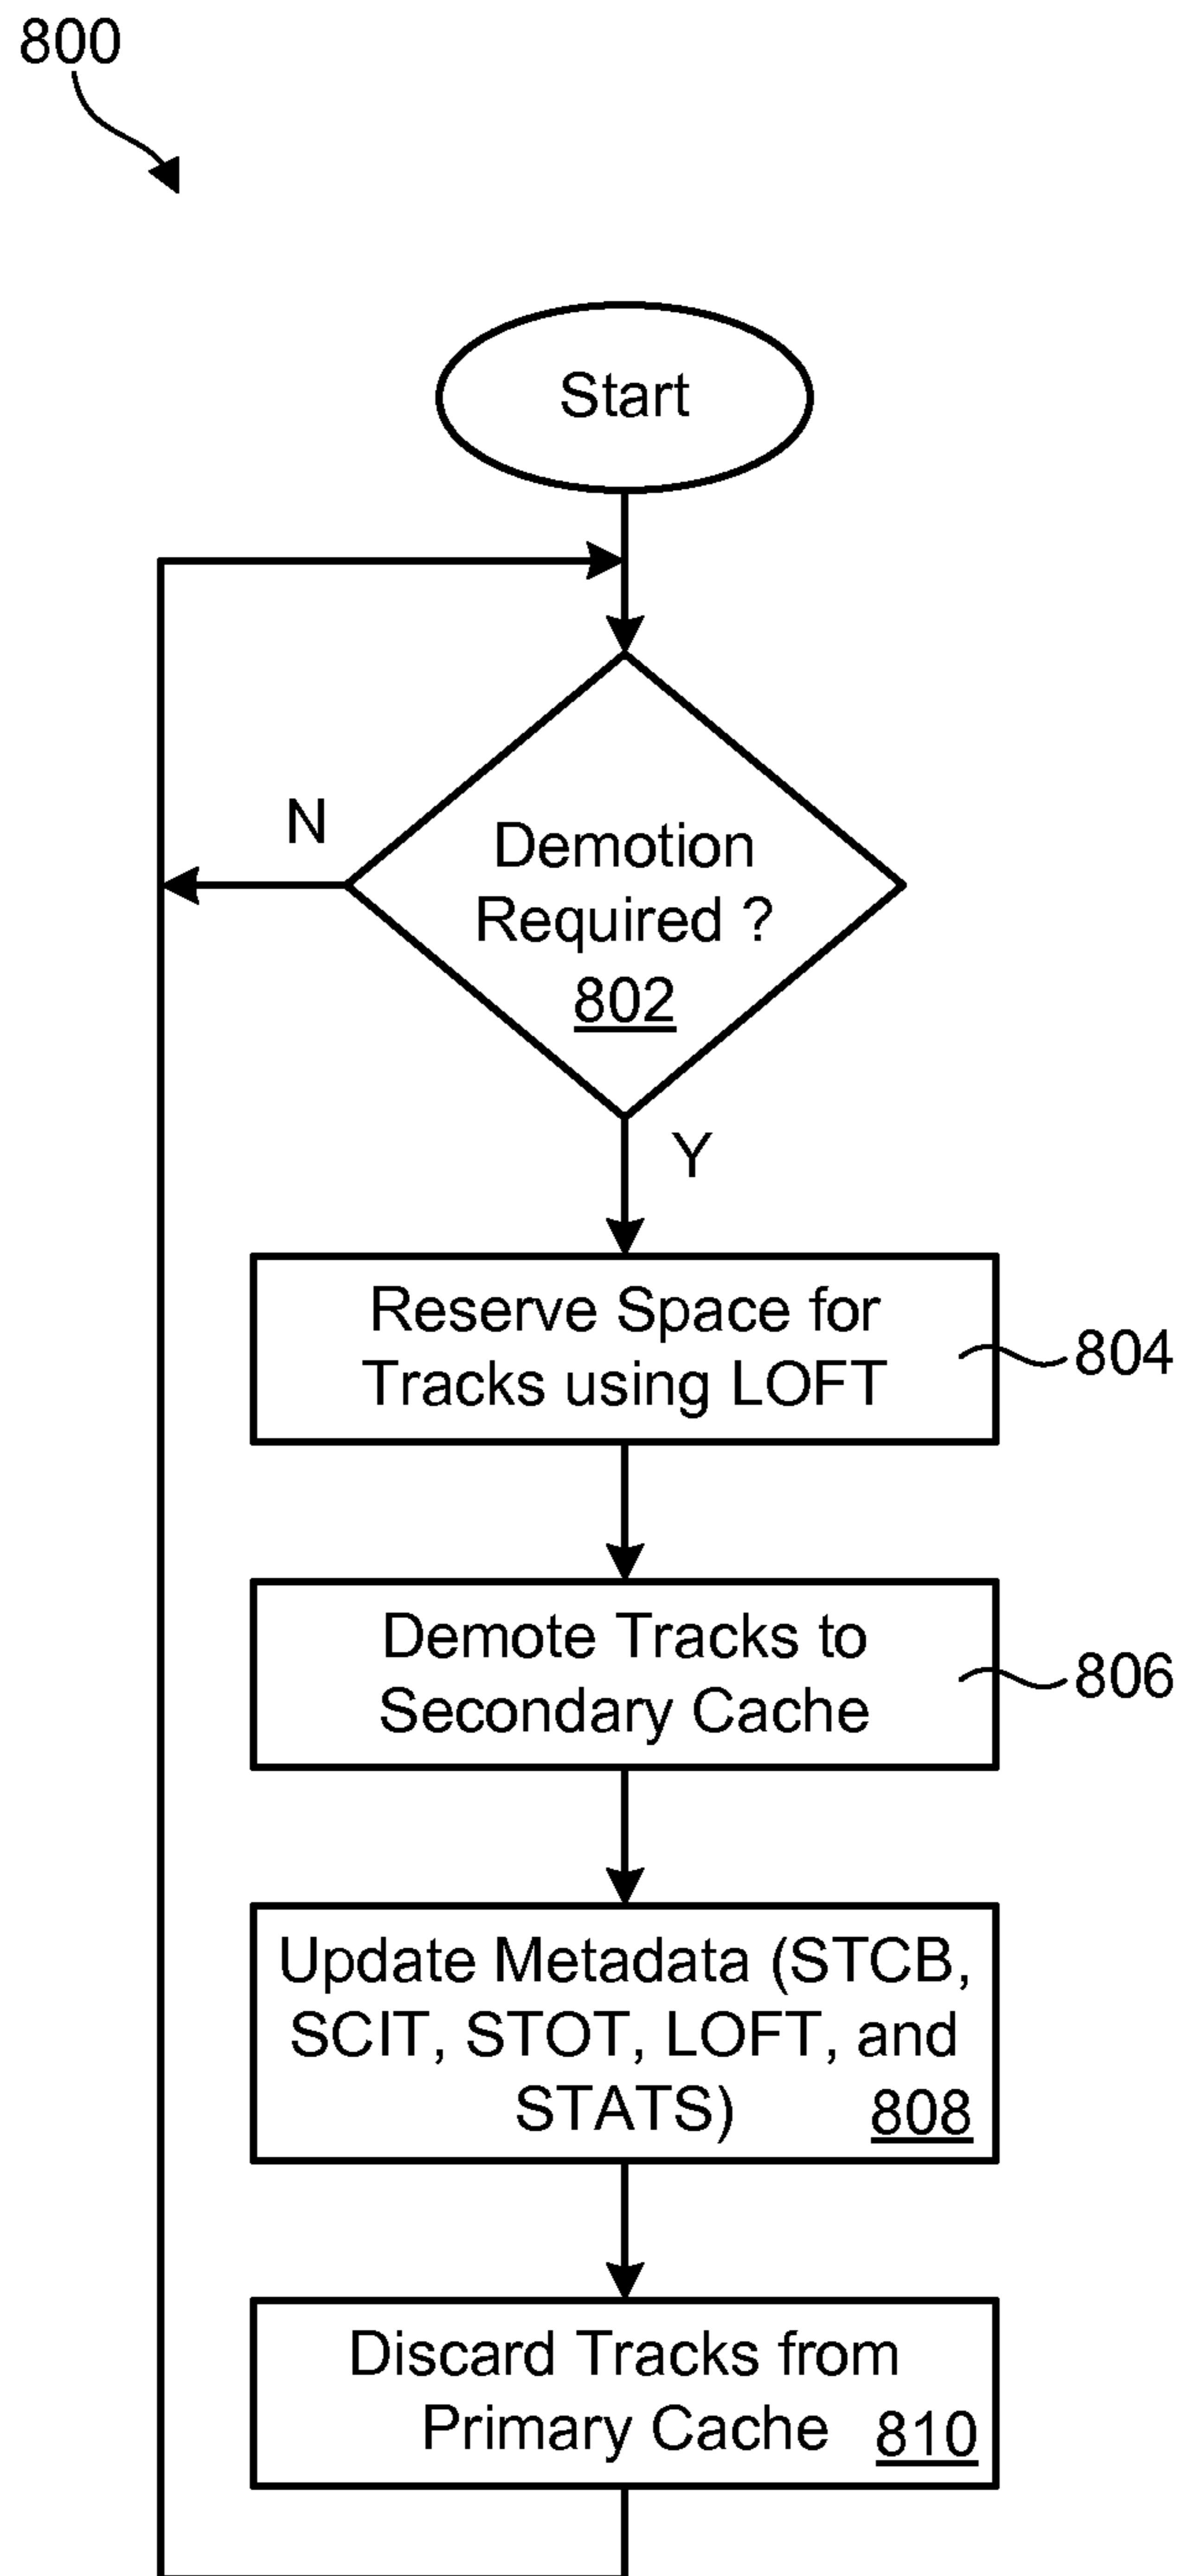 800
Start
N
Demotion
Required ?
802
Y
Reserve Space for
Tracks using LOFT
804
Demote Tracks to
Secondary Cache
806
Update Metadata (STCB,
SCIT, STOT, LOFT, and
STATS) 808
Discard Tracks from
Primary Cache 810